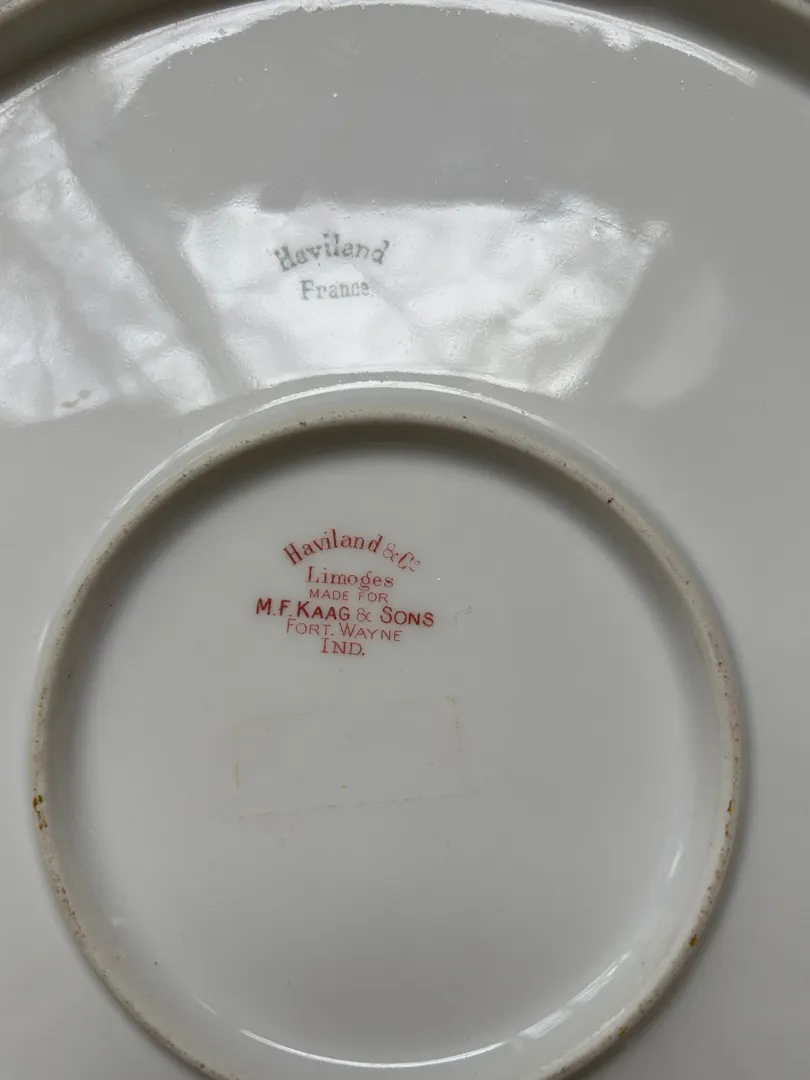 Haviland
France
Haviland & Co
Limoges
MADE FOR
M.F. KAAG & SONS
FORT. WAYNE
IND.